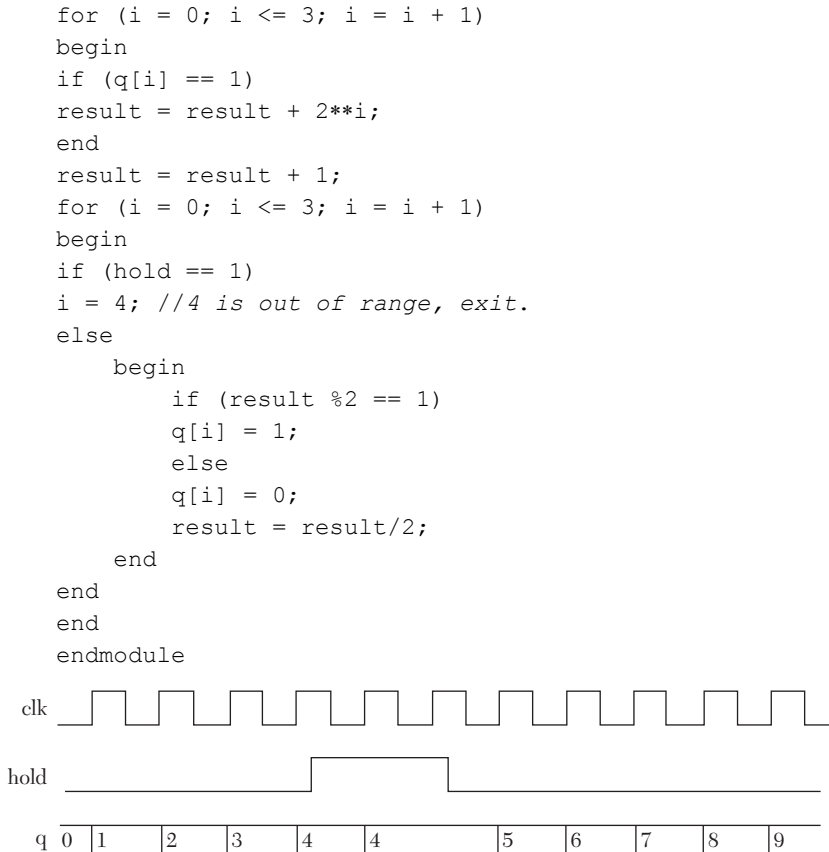 for (i = 0; i <= 3; i = i + 1)
begin
if (q[i] == 1)
result = result + 2**i;
end
result = result + 1;
for (i = 0; i <= 3; i = i + 1)
begin
if (hold == 1)
i = 4; //4 is out of range, exit.
else
begin
if (result %2 == 1)
q[i] = 1;
else
q[i] = 0;
result = result/2;
end
end
end
endmodule
clk
hold
q 0 1 2 3 4 4 5 6 7 8 9